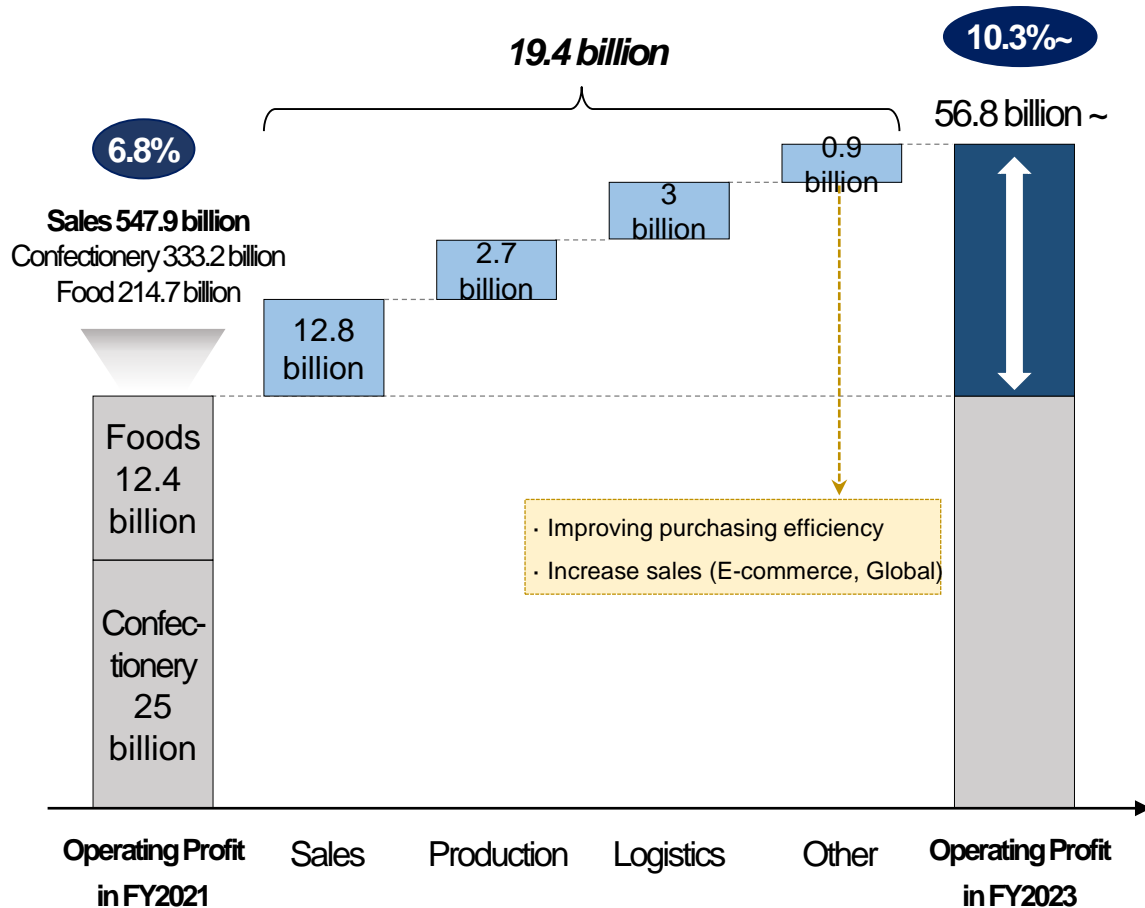 19.4 billion
10.3%~
56.8 billion ~
6.8%
Sales 547.9 billion
Confectionery 333.2 billion
Food 214.7 billion
0.9
billion
3
billion
2.7
billion
12.8
billion
Foods
12.4
billion
Confec-
tionery
25
billion
· Improving purchasing efficiency
· Increase sales (E-commerce, Global)
Operating Profit
in FY2021
Sales
Production
Logistics
Other
Operating Profit
in FY2023